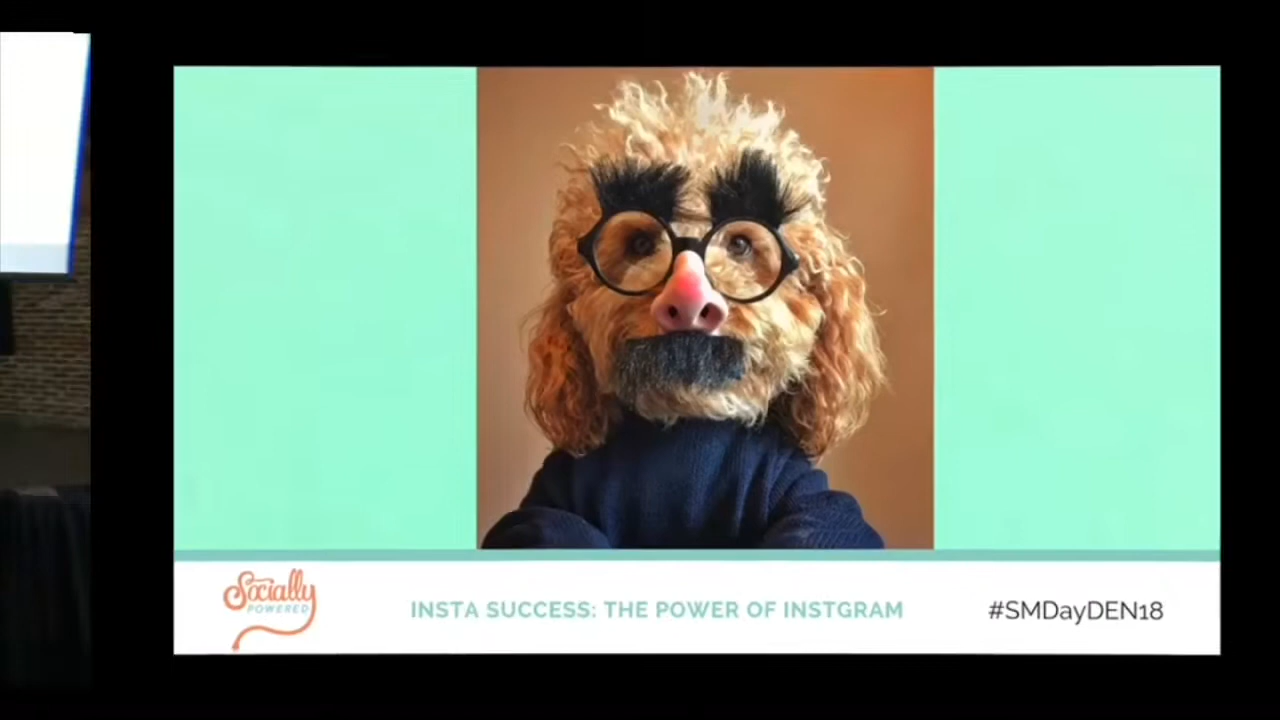 Socially
POWERED
INSTA SUCCESS: THE POWER OF INSTGRAM
#SMDayDEN18